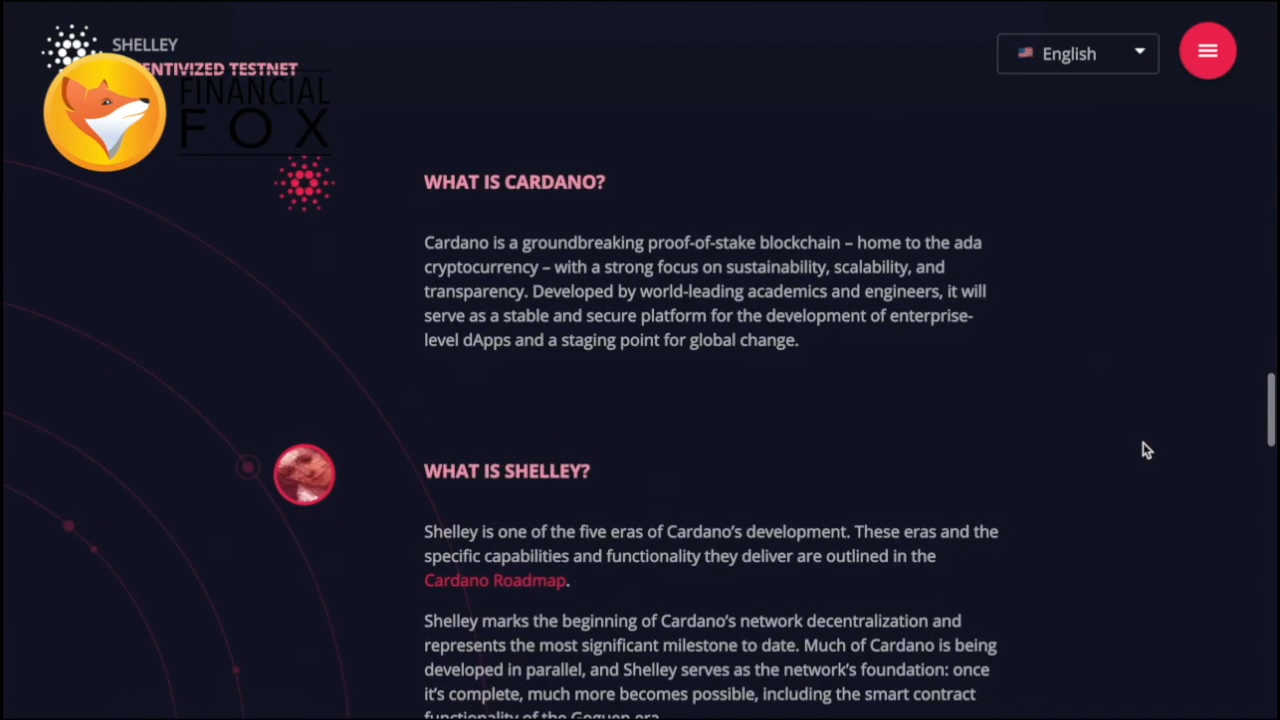 SHELLEY
ENTIVIZED TESTNET
FINANCIAL
FOX
English
WHAT IS CARDANO?
Cardano is a groundbreaking proof-of-stake blockchain – home to the ada
cryptocurrency – with a strong focus on sustainability, scalability, and
transparency. Developed by world-leading academics and engineers, it will
serve as a stable and secure platform for the development of enterprise-
level dApps and a staging point for global change.
WHAT IS SHELLEY?
Shelley is one of the five eras of Cardano's development. These eras and the
specific capabilities and functionality they deliver are outlined in the
Cardano Roadmap.
Shelley marks the beginning of Cardano's network decentralization and
represents the most significant milestone to date. Much of Cardano is being
developed in parallel, and Shelley serves as the network's foundation: once
it's complete, much more becomes possible, including the smart contract
functionality of the Goguen era.